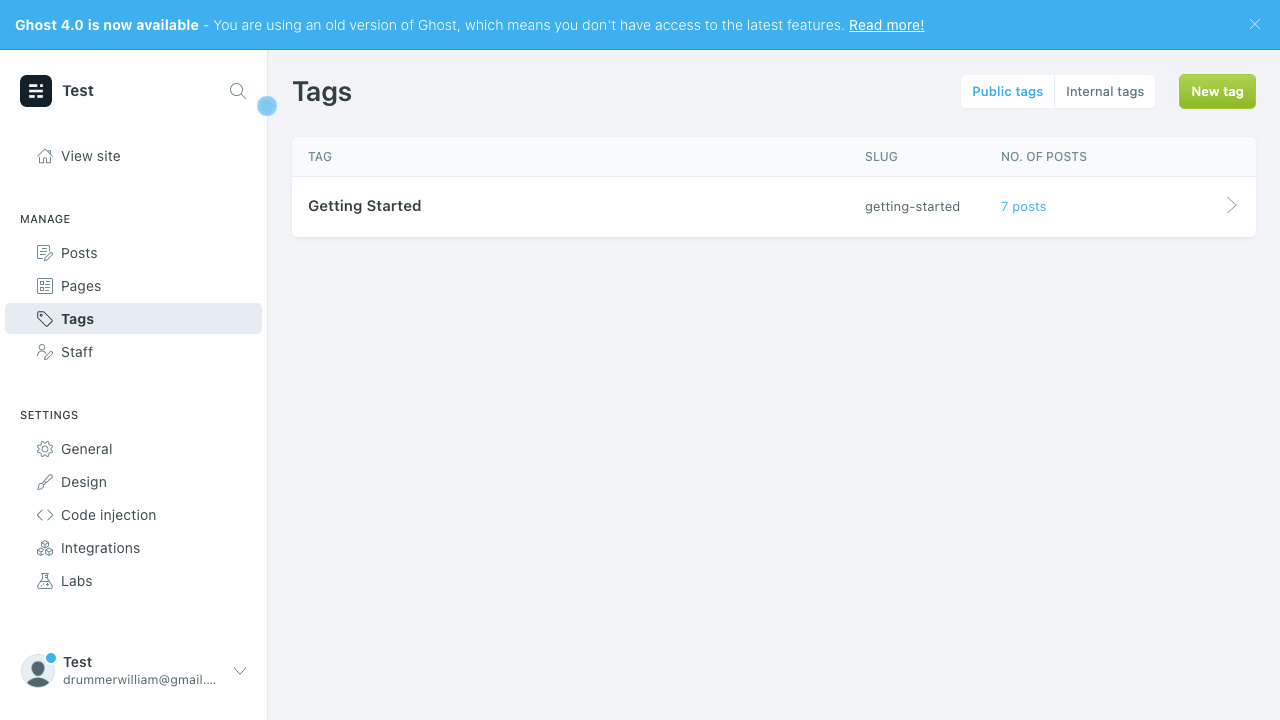 Ghost 4.0 is now available - You are using an old version of Ghost, which means you don't have access to the latest features. Read more!
Test
View site
MANAGE
Posts
Pages
Tags
Staff
SETTINGS
General
Design
Code injection
Integrations
Labs
Test
drummerwilliam@gmail....
Tags
Public tags
Internal tags
New tag
TAG SLUG NO. OF POSTS
Getting Started getting-started 7 posts